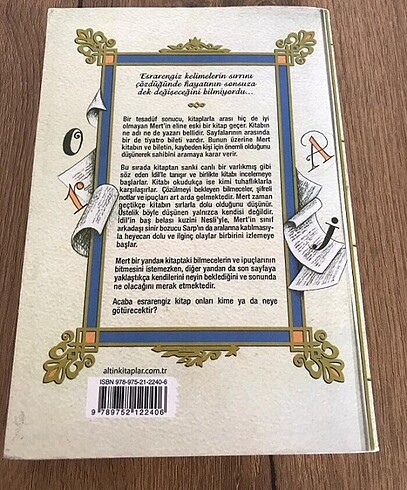 Esrarengiz kelimelerin sırrını
çözdüğünde hayatının sonsuza
dek değişeceğini bilmiyordu...
Bir tesadüf sonucu, kitaplarla arası hiç de iyi
olmayan Mert'in eline eski bir kitap geçer. Kitabın
ne adı ne de yazarı bellidir. Sayfalarının arasında
bir de tiyatro bileti vardır. Bunun üzerine Mert
kitabın ve biletin, kaybeden kişi için önemli olduğunu
düşünerek sahibini aramaya karar verir.
Bu sırada kitaptan sanki canlı bir varlıkmış gibi
söz eden İdil'le tanışır ve birlikte kitabı incelemeye
başlarlar. Kitabı okudukça ise kimi tuhaflıklarla
karşılaşırlar. Çözülmeyi bekleyen bilmeceler, şifreli
notlar ve ipuçları art arda gelmektedir. Mert zaman
geçtikçe kitabın sırlarla dolu olduğunu düşünür.
Üstelik böyle düşünen yalnızca kendisi değildir.
İdil'in baş belası kuzini Nesli'yle, Mert'in sınıf
arkadaşı sinir bozucu Sarp'ın da aralarına katılmasıy-
la heyecan dolu ve ilginç olaylar birbirini izlemeye
başlar.
Mert bir yandan kitaptaki bilmecelerin ve ipuçlarının
bitmesini istemezken, diğer yandan da son sayfaya
yaklaştıkça kendilerini neyin beklediğini ve sonunda
ne olacağını merak etmektedir.
Acaba esrarengiz kitap onları kime ya da neye
götürecektir?
O
r
A
j
altinkitaplar.com.tr
ISBN 978-975-21-2240-6
9 789752 122406